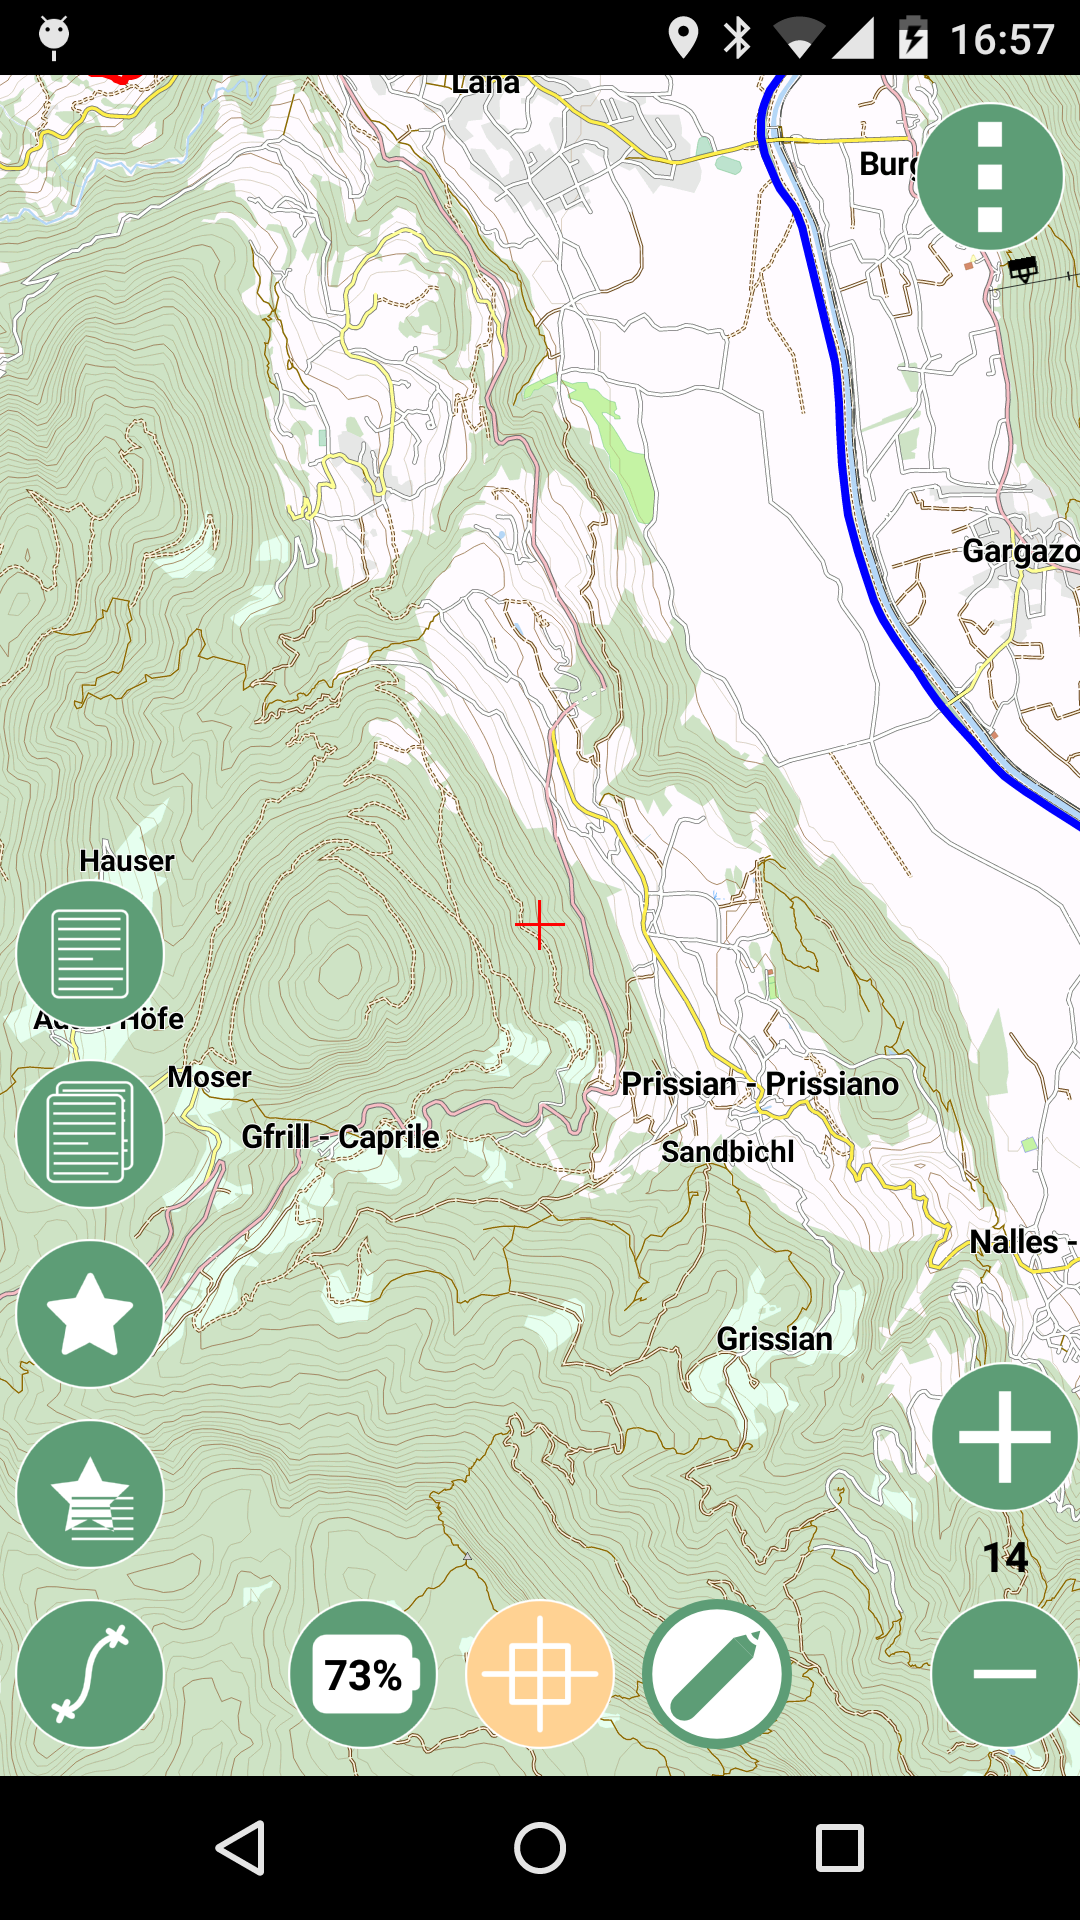 16:57
Lana
Burg
Gargazo
Hauser
Höfe
Moser
Prissian - Prissiano
Gfrill - Caprile
Sandbichl
Nalles -
Grissian
14
73%